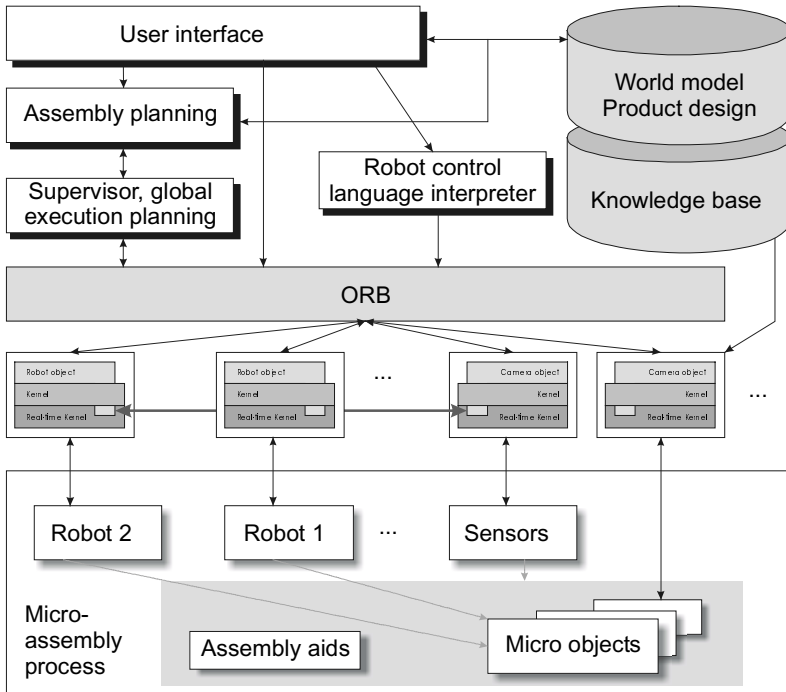 User interface
World model
Product design
Assembly planning
Robot control
language interpreter
Supervisor, global
execution planning
Knowledge base
ORB
Robot object
Kernel
Real-time Kernel
Robot object
Kernel
Real-time Kernel
...
Camera object
Kernel
Real-time Kernel
Camera object
Kernel
Real-time Kernel
...
Robot 2
Robot 1
...
Sensors
Micro-
assembly
process
Assembly aids
Micro objects